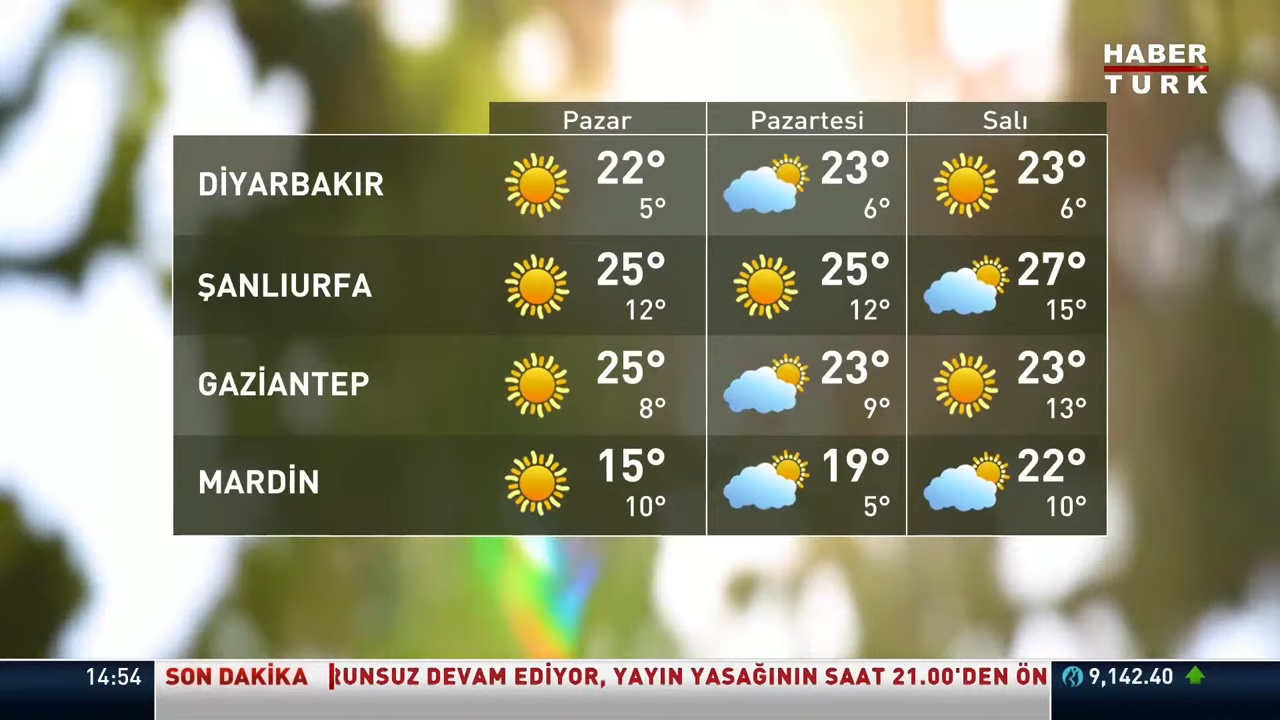 HABER
TURK
Pazar Pazartesi Salı
DİYARBAKIR 22° 23° 23°
5° 6° 6°
ŞANLIURFA 25° 25° 27°
12° 12° 15°
GAZİANTEP 25° 23° 23°
8° 9° 13°
MARDİN 15° 19° 22°
10° 5° 10°
14:54 SON DAKİKA RUNSUZ DEVAM EDİYOR, YAYIN YASAĞININ SAAT 21.00'DEN ÖN 9,142.40